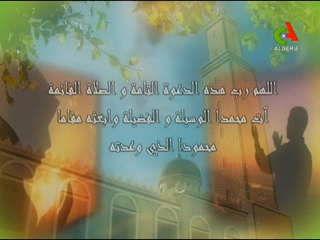 ALGERIE
اللهم رب هذه الدعوة التامة و الصلاة القائمة
آت محمدا الوسيلة و الفضيلة وابعثه مقاما
محمودا الذي وعدته